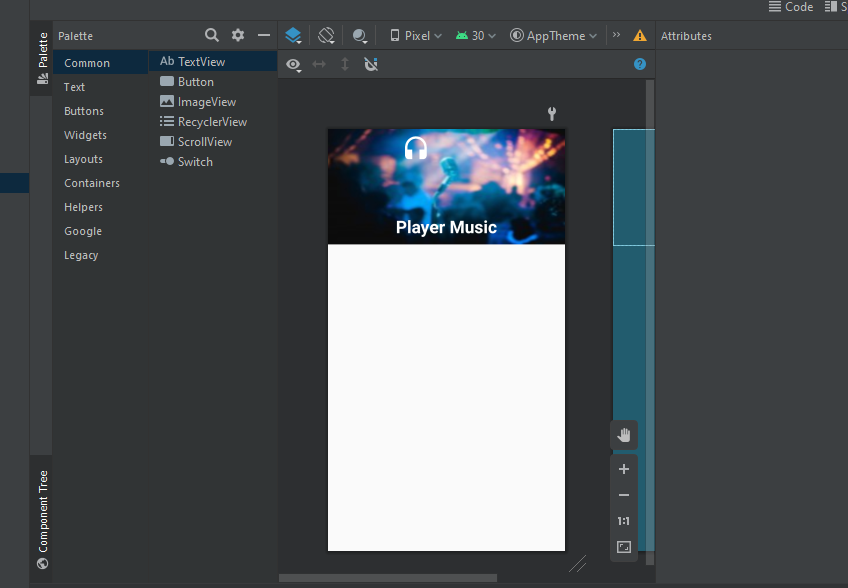 Code
S
Palette
Palette
Pixel
30
AppTheme
Attributes
Common
Text
Buttons
Widgets
Layouts
Containers
Helpers
Google
Legacy
Ab TextView
Button
ImageView
RecyclerView
ScrollView
Switch
?
Player Music
1:1
Component Tree